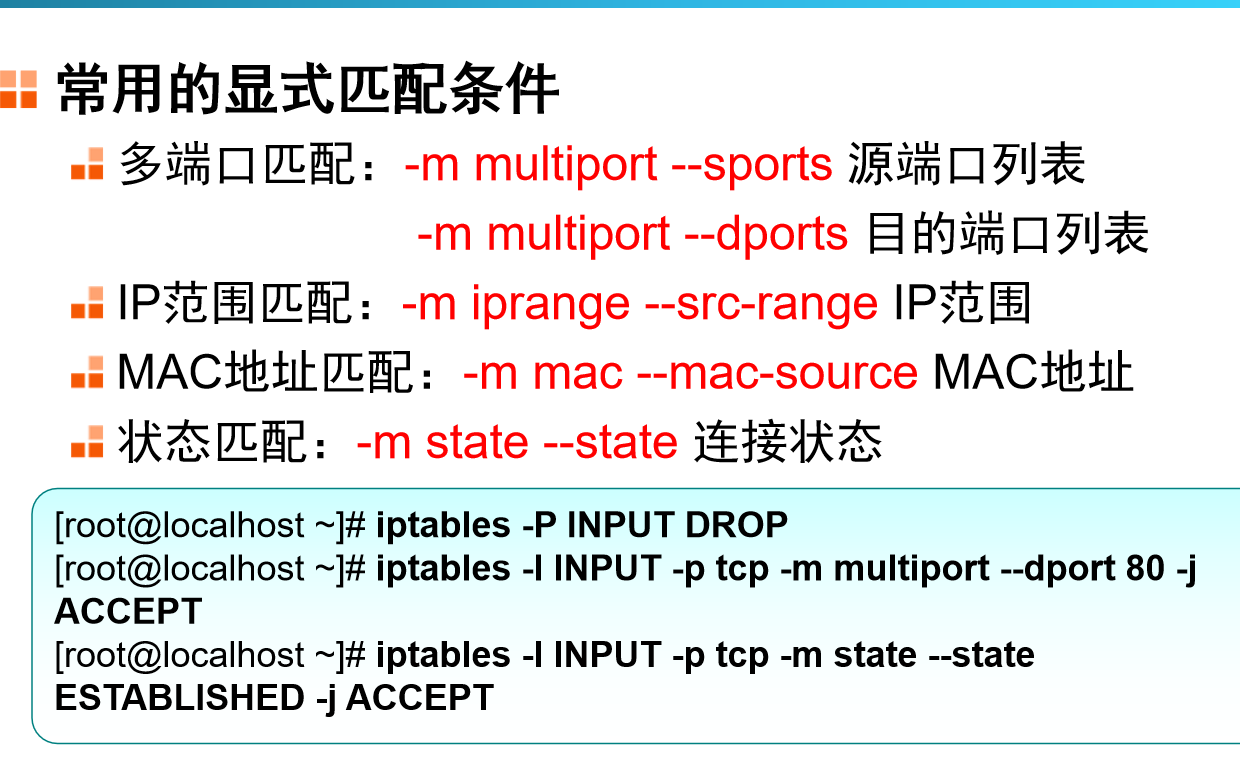 常用的显式匹配条件
多端口匹配：-m multiport --sports 源端口列表
-m multiport --dports 目的端口列表
IP范围匹配：-m iprange --src-range IP范围
MAC地址匹配：-m mac --mac-source MAC地址
状态匹配：-m state --state 连接状态
[root@localhost ~]# iptables -P INPUT DROP
[root@localhost ~]# iptables -I INPUT -p tcp -m multiport --dport 80 -j
ACCEPT
[root@localhost ~]# iptables -I INPUT -p tcp -m state --state
ESTABLISHED -j ACCEPT